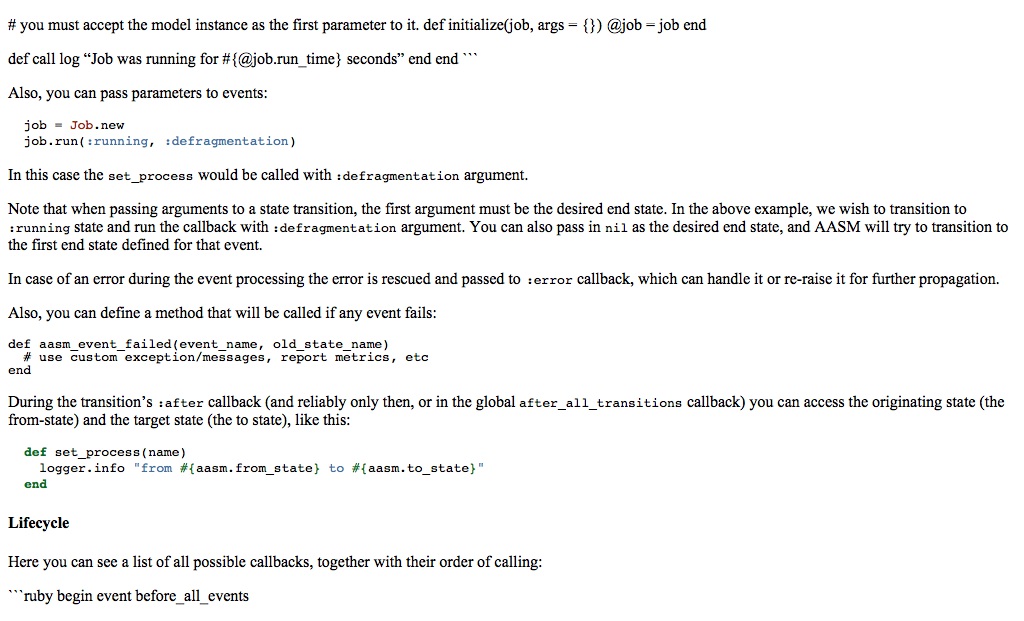 # you must accept the model instance as the first parameter to it. def initialize(job, args = {}) @job = job end
def call log “Job was running for #{@job.run_time} seconds” end end ```
Also, you can pass parameters to events:
job = Job.new
job.run(:running, :defragmentation)
In this case the set_process would be called with :defragmentation argument.
Note that when passing arguments to a state transition, the first argument must be the desired end state. In the above example, we wish to transition to
:running state and run the callback with :defragmentation argument. You can also pass in nil as the desired end state, and AASM will try to transition to
the first end state defined for that event.
In case of an error during the event processing the error is rescued and passed to :error callback, which can handle it or re-raise it for further propagation.
Also, you can define a method that will be called if any event fails:
def aasm_event_failed(event_name, old_state_name)
# use custom exception/messages, report metrics, etc
end
During the transition’s :after callback (and reliably only then, or in the global after_all_transitions callback) you can access the originating state (the
from-state) and the target state (the to state), like this:
def set_process(name)
logger.info "from #{aasm.from_state} to #{aasm.to_state}"
end
Lifecycle
Here you can see a list of all possible callbacks, together with their order of calling:
```ruby begin event before_all_events